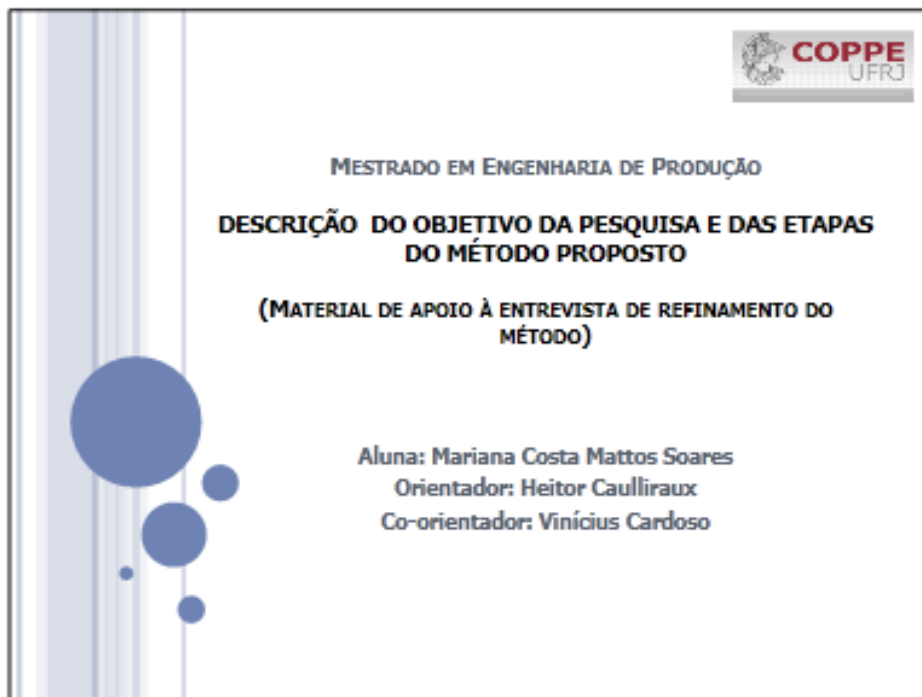 COPPE
UFRJ
MESTRADO EM ENGENHARIA DE PRODUÇÃO
DESCRIÇÃO DO OBJETIVO DA PESQUISA E DAS ETAPAS
DO MÉTODO PROPOSTO
(MATERIAL DE APOIO À ENTREVISTA DE REFINAMENTO DO
MÉTODO)
Aluna: Mariana Costa Mattos Soares
Orientador: Heitor Caulliraux
Co-orientador: Vinícius Cardoso